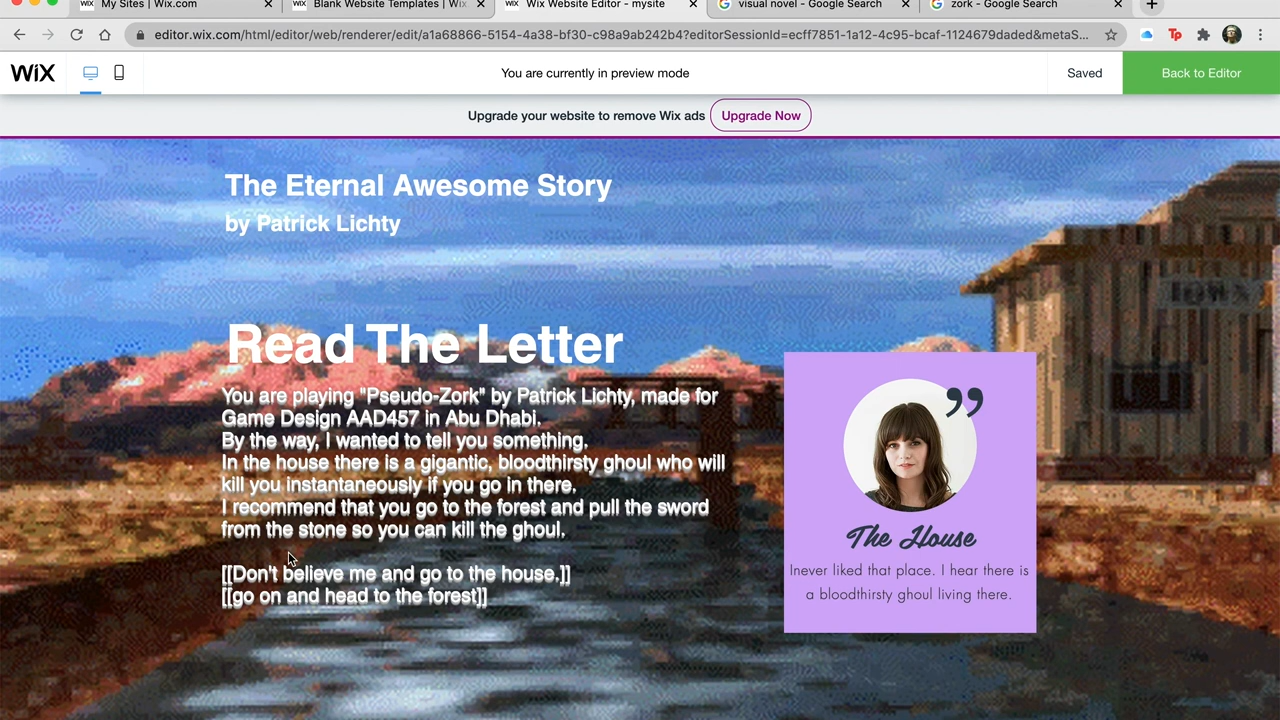 My Sites | Wix.com
Blank Website Templates | Wix
Wix Website Editor - mysite
visual novel - Google Search
zork - Google Search
editor.wix.com/html/editor/web/renderer/edit/a1a68866-5154-4a38-bf30-c98a9ab242b4?editorSessionId=ecff7851-1a12-4c95-bcaf-1124679daded&metaS...
WiX
You are currently in preview mode
Saved
Back to Editor
Upgrade your website to remove Wix ads
Upgrade Now
The Eternal Awesome Story
by Patrick Lichty
Read The Letter
You are playing "Pseudo-Zork" by Patrick Lichty, made for
Game Design AAD457 in Abu Dhabi.
By the way, I wanted to tell you something.
In the house there is a gigantic, bloodthirsty ghoul who will
kill you instantaneously if you go in there.
I recommend that you go to the forest and pull the sword
from the stone so you can kill the ghoul.
[[Don't believe me and go to the house.]]
[[go on and head to the forest]]
”
The House
Inever liked that place. I hear there is
a bloodthirsty ghoul living there.